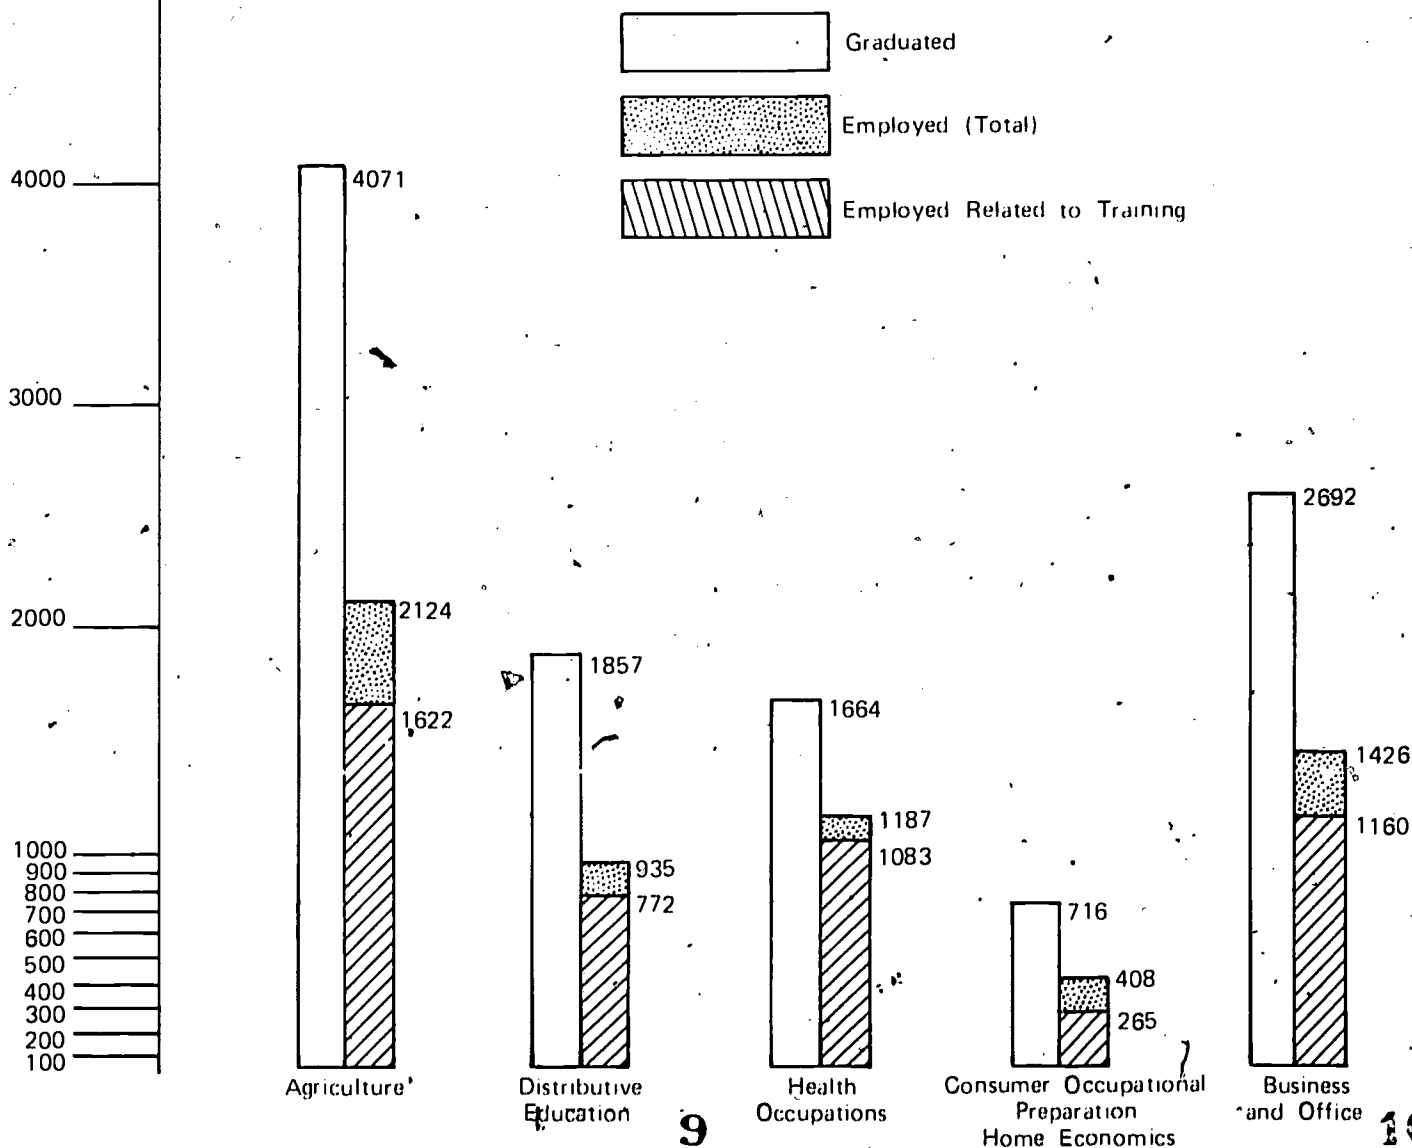 Graduated
Employed (Total)
Employed Related to Training
4000
3000
2000
1000
900
800
700
600
500
400
300
200
100
4071
2124
1622
1857
935
772
1664
1187
1083
716
408
265
2692
1426
1160
Agriculture
Distributive
Education
Health
Occupations
Consumer Occupational
Preparation
Home Economics
Business
and Office
9